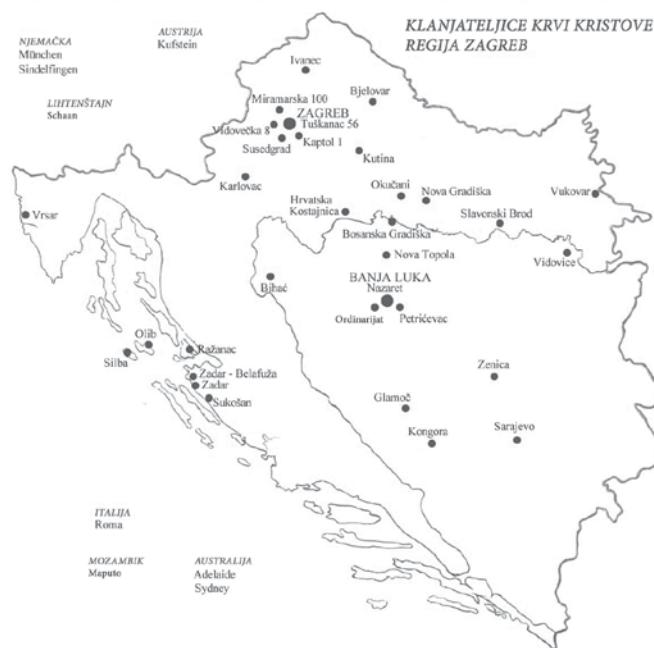 KLANJATELJICE KRVI KRISTOVE
REGIJA ZAGREB
NJEMAČKA
München
Sindelfingen
AUSTRIJA
Kufstein
LIHTENŠTAJN
Schaan
Ivanec
Bjelovar
Miramarska 100
ZAGREB
Vidovečka 8
Tuškanac 56
Susedgrad
Kaptol 1
Kutina
Karlovac
Okučani
Nova Gradiška
Vukovar
Vrsar
Hrvatska
Kostajnica
Slavonski Brod
Bosanska Gradiška
Nova Topola
Vidovice
Bihać
BANJA LUKA
Nazaret
Ordinarijat
Petrićevac
Olib
Ražanac
Silba
Zadar - Belafuža
Zadar
Sukošan
Zenica
Glamoč
Kongora
Sarajevo
ITALIJA
Roma
MOZAMBIK
Maputo
AUSTRALIJA
Adelaide
Sydney